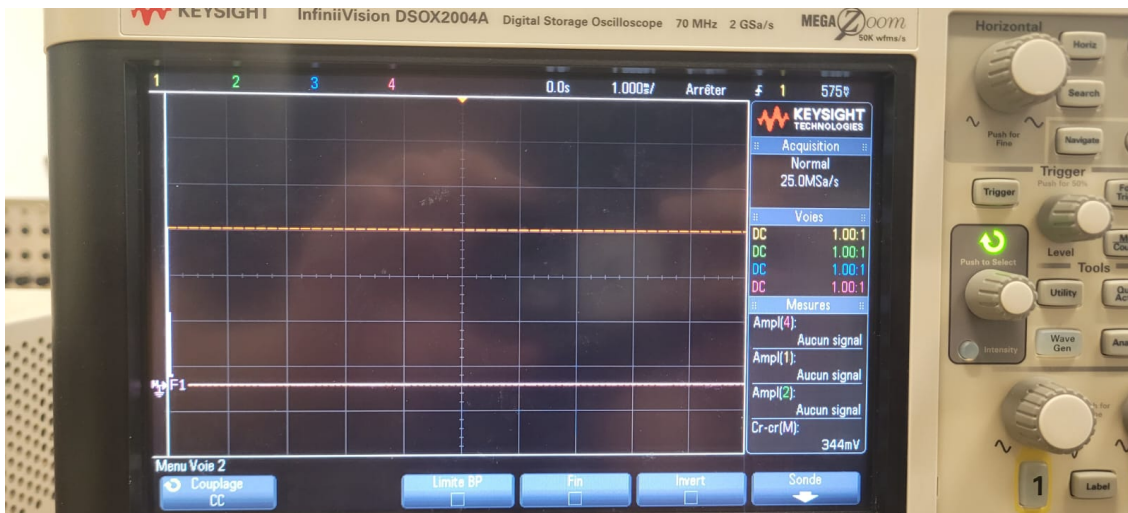 KEYSIGHT InfiniiVision DSOX2004A Digital Storage Oscilloscope 70 MHz 2 GSa/s MEGA Zoom
50K wfms/s
1 2 3 4 0.0s 1.000 / Arrêter 1 575
KEYSIGHT
TECHNOLOGIES
Acquisition
Normal
25.0MSa/s
Voies
DC 1.00:1
DC 1.00:1
DC 1.00:1
DC 1.00:1
Mesures
Ampl(4):
Aucun signal
Ampl(1):
Aucun signal
Ampl(2):
Aucun signal
Cr-cr(M):
344mV
F1
Menu Voie 2
Couplage
CC
Limite BP
Fin
Invert
Sonde
Horizontal
Horiz
Search
Push for
Fine
Navigate
Trigger
Push for 50%
Trigger
Level
Push to Select
Tools
Utility
Intensity
Wave
Gen
1
Label